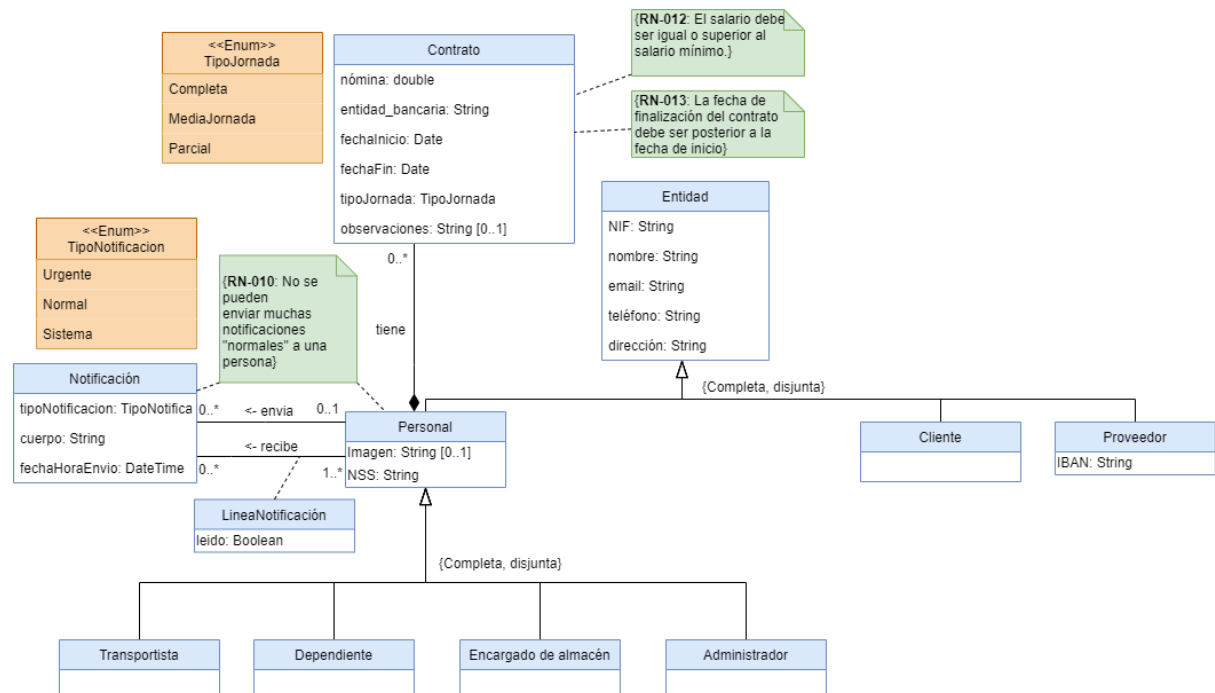 <<Enum>>
TipoJornada
Completa
MediaJornada
Parcial
Contrato
nómina: double
entidad_bancaria: String
fechaInicio: Date
fechaFin: Date
tipoJornada: TipoJornada
observaciones: String [0..1]
{RN-012: El salario debe
ser igual o superior al
salario mínimo.}
{RN-013: La fecha de
finalización del contrato
debe ser posterior a la
fecha de inicio}
Entidad
NIF: String
nombre: String
email: String
teléfono: String
dirección: String
<<Enum>>
TipoNotificacion
Urgente
Normal
Sistema
{RN-010: No se
pueden
enviar muchas
notificaciones
"normales" a una
persona}
0..*
tiene
{Completa, disjunta}
Notificación
tipoNotificacion: TipoNotifica
cuerpo: String
fechaHoraEnvio: DateTime
0..*
<- envia
0..1
<- recibe
0..*
1..*
Personal
Imagen: String [0..1]
NSS: String
Cliente
Proveedor
IBAN: String
LineaNotificación
leido: Boolean
{Completa, disjunta}
Transportista
Dependiente
Encargado de almacén
Administrador